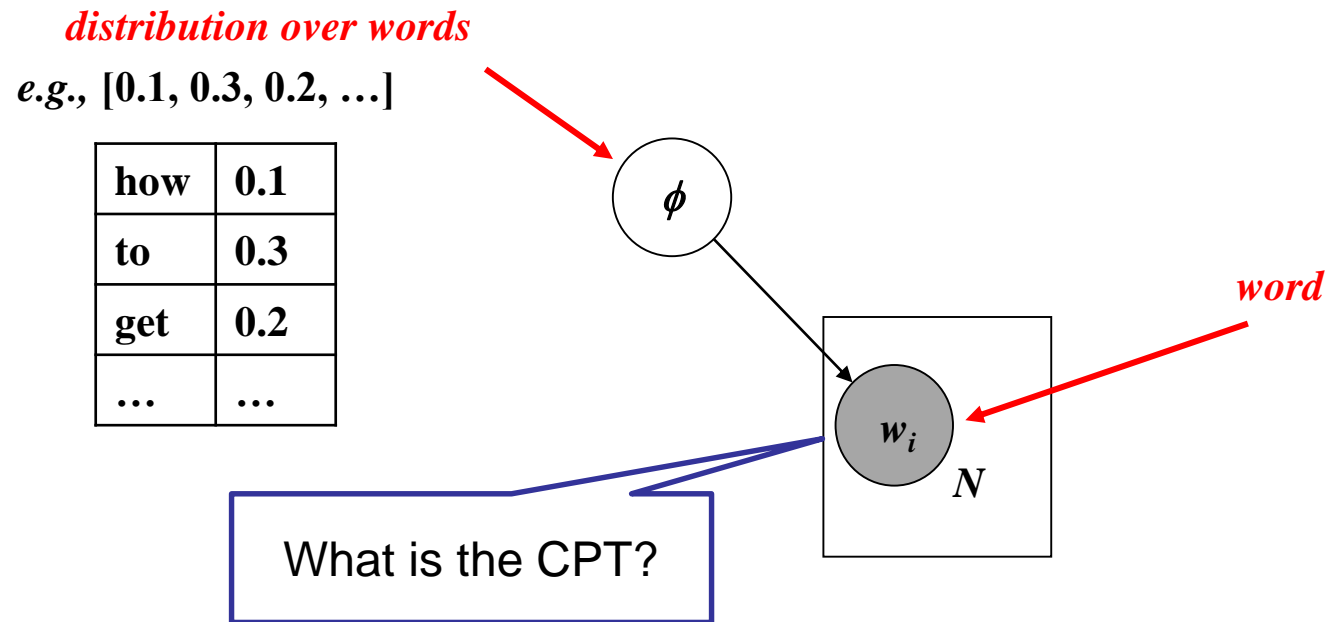 distribution over words
e.g., [0.1, 0.3, 0.2, …]
how 0.1
to 0.3
get 0.2
… …
ϕ
word
w_i
N
What is the CPT?